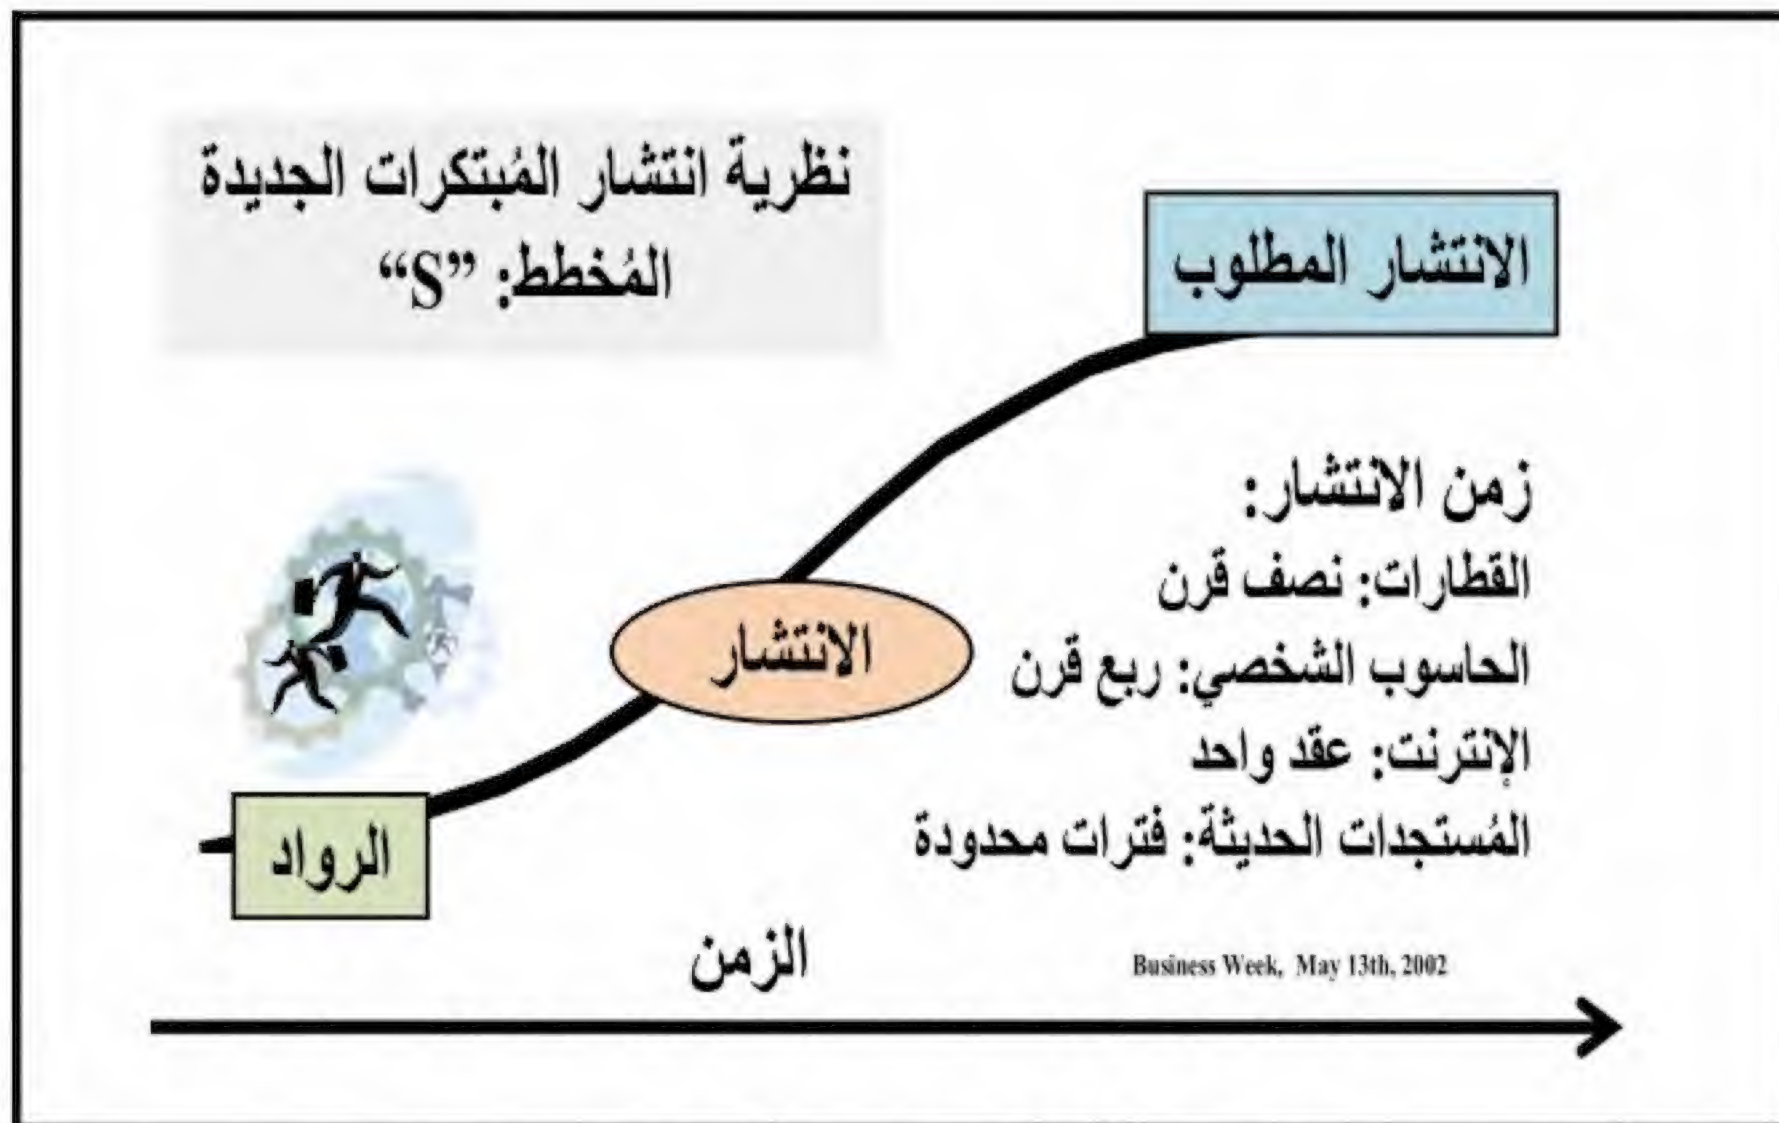 نظرية انتشار المُبتكرات الجديدة
المُخطط: “S”
الانتشار المطلوب
زمن الانتشار:
القطارات: نصف قرن
الحاسوب الشخصي: ربع قرن
الإنترنت: عقد واحد
المُستجدات الحديثة: فترات محدودة
الانتشار
الرواد
الزمن
Business Week, May 13th, 2002